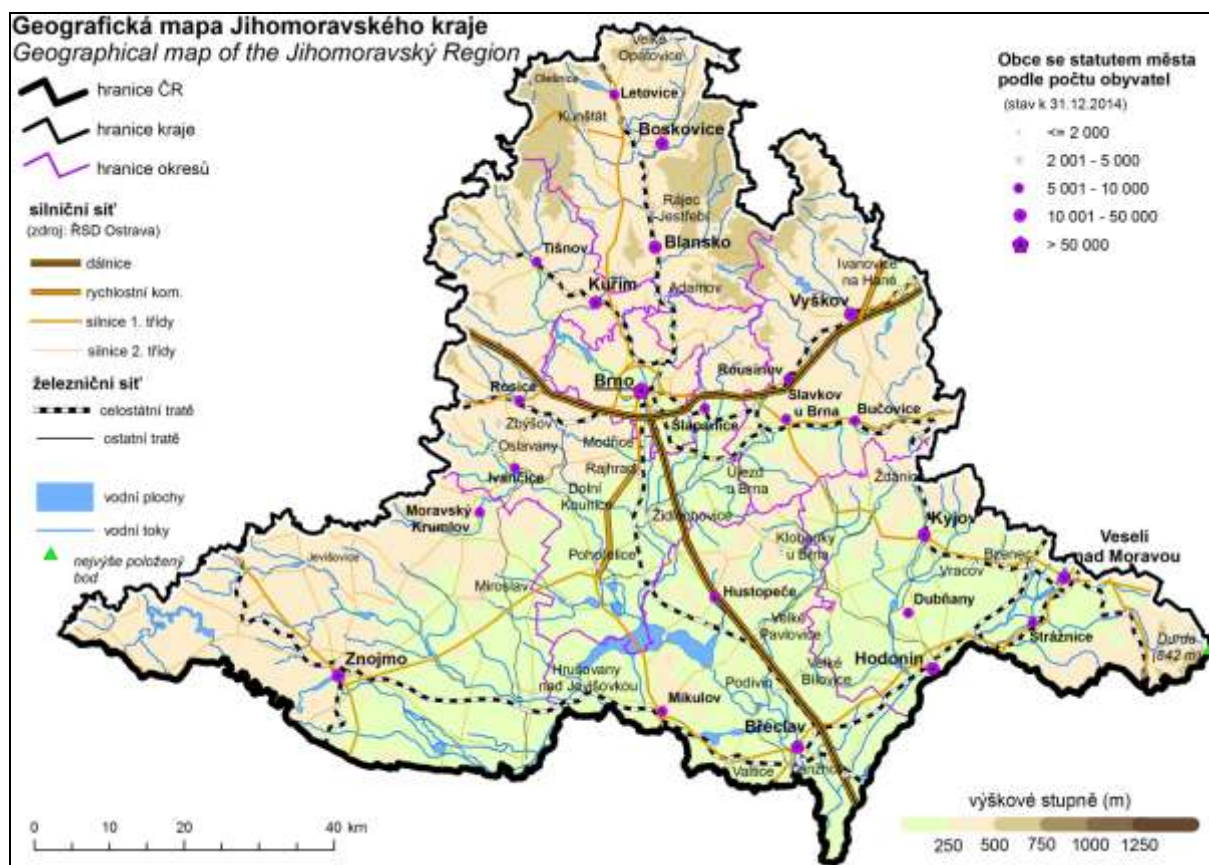 Geografická mapa Jihomoravského kraje
Geographical map of the Jihomoravský Region
hranice ČR
hranice kraje
hranice okresů
silniční síť
(zdroj: ŘSD Ostrava)
dálnice
rychlostní kom.
silnice 1. třídy
silnice 2. třídy
železniční síť
celostátní tratě
ostatní tratě
vodní plochy
vodní toky
nejvýše položený
bod
0 10 20 40 km
Obce se statutem města
podle počtu obyvatel
(stav k 31.12.2014)
<= 2 000
2 001 - 5 000
5 001 - 10 000
10 001 - 50 000
> 50 000
Velké
Opatovice
Olešnice
Letovice
Kunštát
Boskovice
Rájec
Jestřebí
Blansko
Tišnov
Kuřim
Adamov
Ivanovice
na Hané
Vyškov
Brno
Rousínov
Rosice
Slavkov
u Brna
Bučovice
Šlapanice
Zbýšov
Oslavany
Modřice
Ivančice
Rajhrad
Újezd
u Brna
Ždánice
Dolní
Kounice
Moravský
Krumlov
Židlochovice
Kyjov
Veselí
nad Moravou
Klobouky
u Brna
Bzenec
Vracov
Jevišovice
Pohořelice
Miroslav
Hustopeče
Dubňany
Velké
Pavlovice
Strážnice
Durda
(842 m)
Znojmo
Hrušovany
nad Jevišovkou
Podivín
Velké
Bílovice
Hodonín
Mikulov
Břeclav
Valtice
Lanžhot
výškové stupně (m)
250 500 750 1000 1250